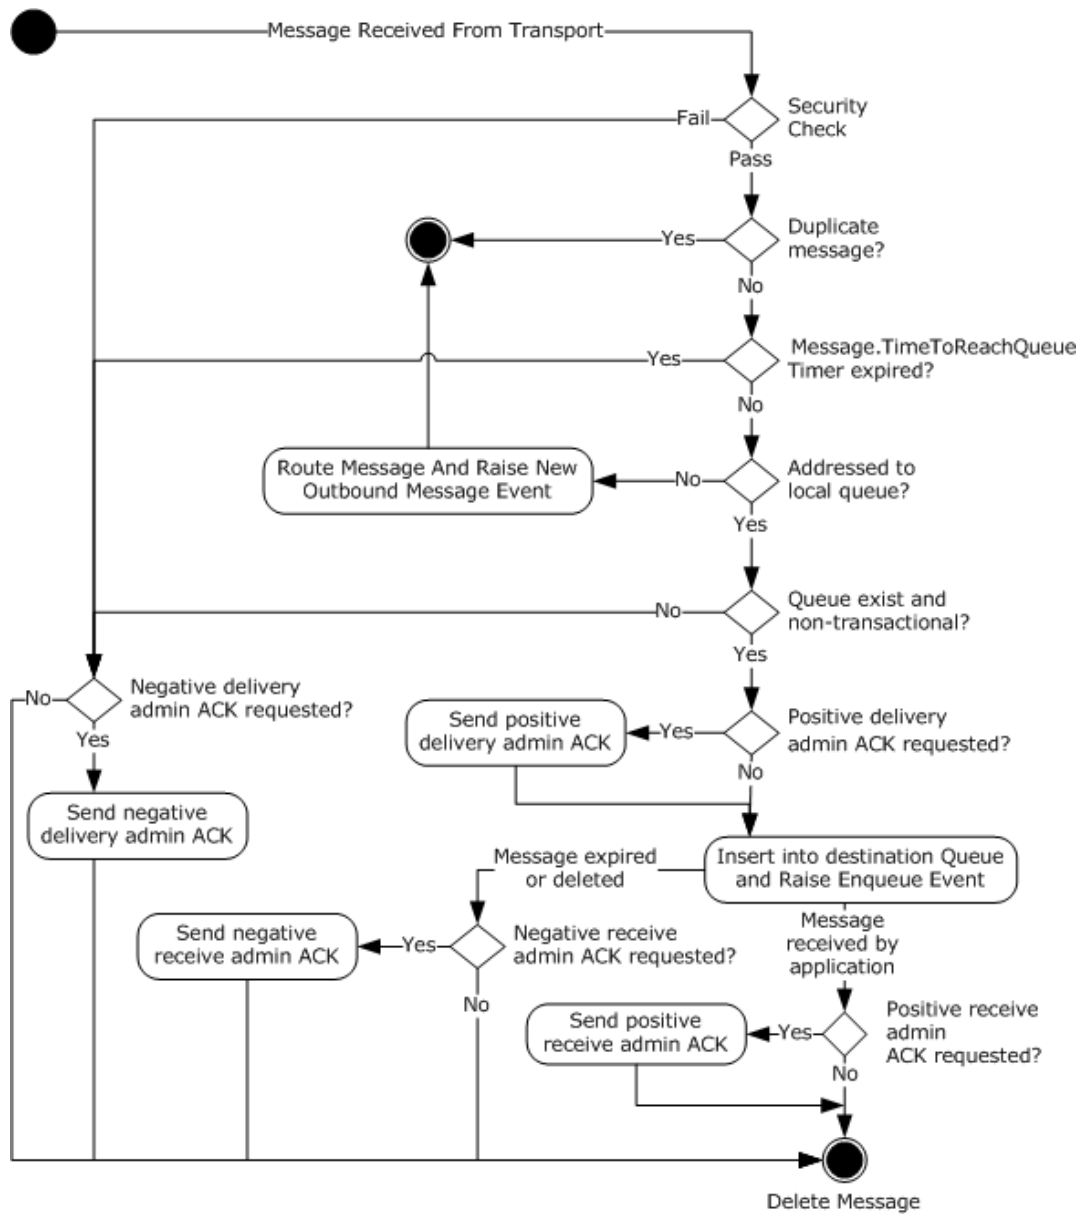 Message Received From Transport
Security
Check
Fail
Pass
Duplicate
message?
Yes
No
Message.TimeToReachQueue
Timer expired?
Yes
No
Route Message And Raise New
Outbound Message Event
No
Addressed to
local queue?
Yes
Queue exist and
non-transactional?
No
Yes
No
Negative delivery
admin ACK requested?
Yes
Send positive
delivery admin ACK
Yes
Positive delivery
admin ACK requested?
No
Send negative
delivery admin ACK
Message expired
or deleted
Insert into destination Queue
and Raise Enqueue Event
Message
received by
application
Send negative
receive admin ACK
Yes
Negative receive
admin ACK requested?
No
Send positive
receive admin ACK
Yes
Positive receive
admin
ACK requested?
No
Delete Message